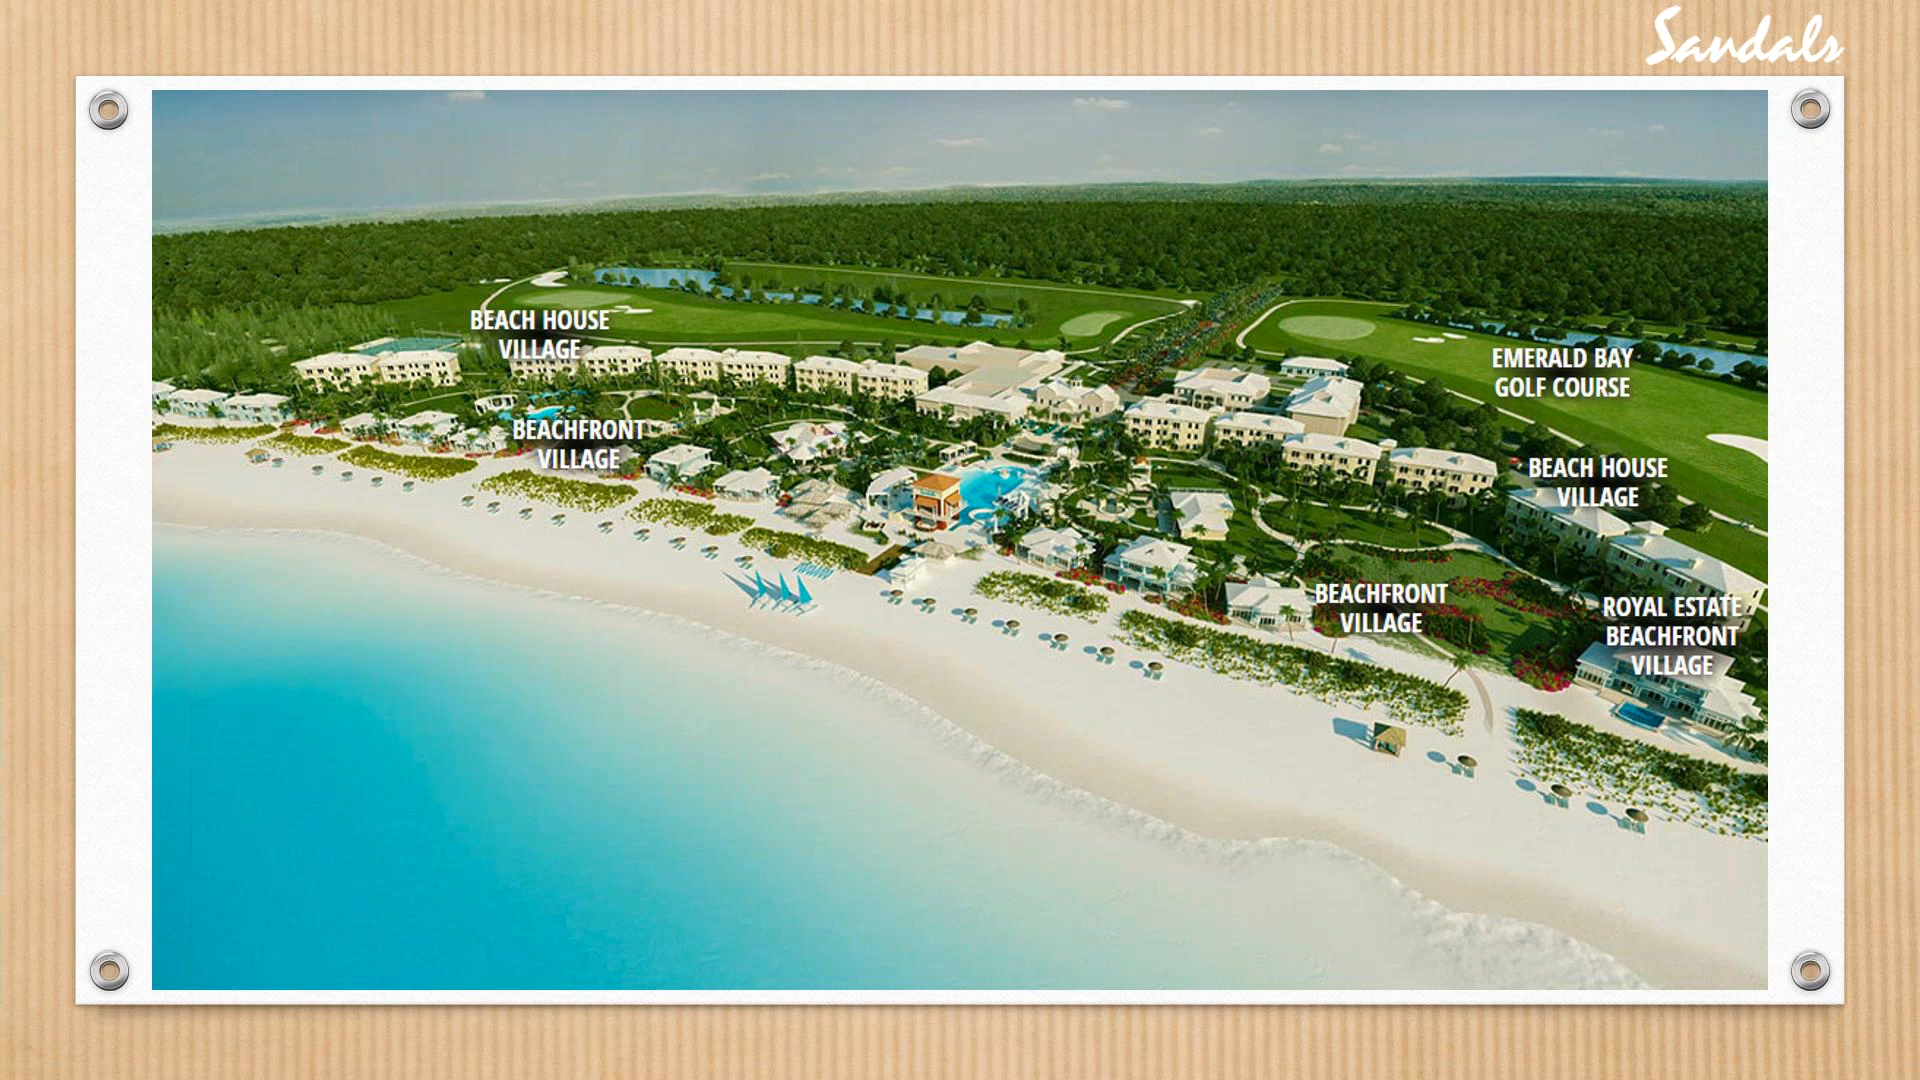 Sandals
BEACH HOUSE
VILLAGE
EMERALD BAY
GOLF COURSE
BEACHFRONT
VILLAGE
BEACH HOUSE
VILLAGE
BEACHFRONT
VILLAGE
ROYAL ESTATE
BEACHFRONT
VILLAGE